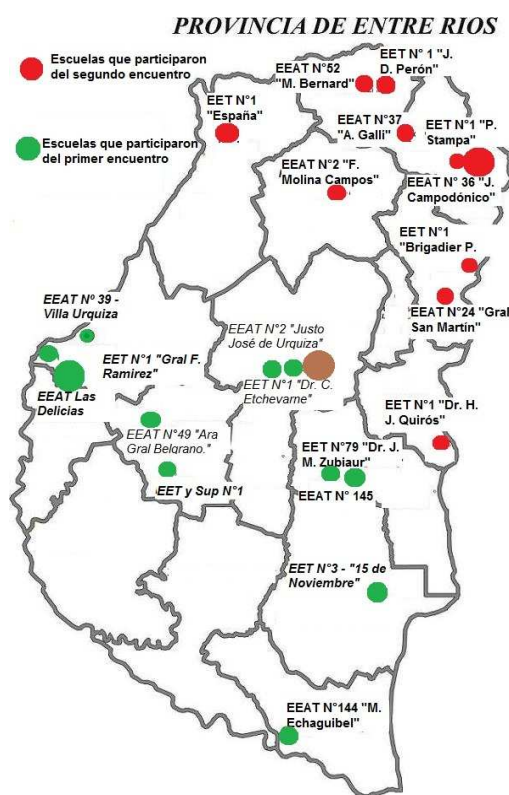 PROVINCIA DE ENTRE RIOS
Escuelas que participaron
del segundo encuentro
Escuelas que participaron
del primer encuentro
EEAT N°52
"M. Bernard"
EET N° 1 "J.
D. Perón"
EET N°1
"España"
EEAT N°37
"A. Galli"
EET N°1 "P.
Stampa"
EEAT N°2 "F.
Molina Campos"
EEAT N° 36 "J.
Campodónico"
EET N°1
"Brigadier P.
EEAT N°24 "Gral
San Martín"
EEAT Nº 39 -
Villa Urquiza
EEAT N°2 "Justo
José de Urquiza"
EET N°1 "Gral F.
Ramirez"
EET N°1 "Dr. C.
Etchevarne"
EEAT Las
Delicias
EET N°1 "Dr. H.
J. Quirós"
EEAT N°49 "Ara
Gral Belgrano."
EET N°79 "Dr. J.
M. Zubiaur"
EET y Sup N°1
EEAT N° 145
EET N°3 - "15 de
Noviembre"
EEAT N°144 "M.
Echaguibel"